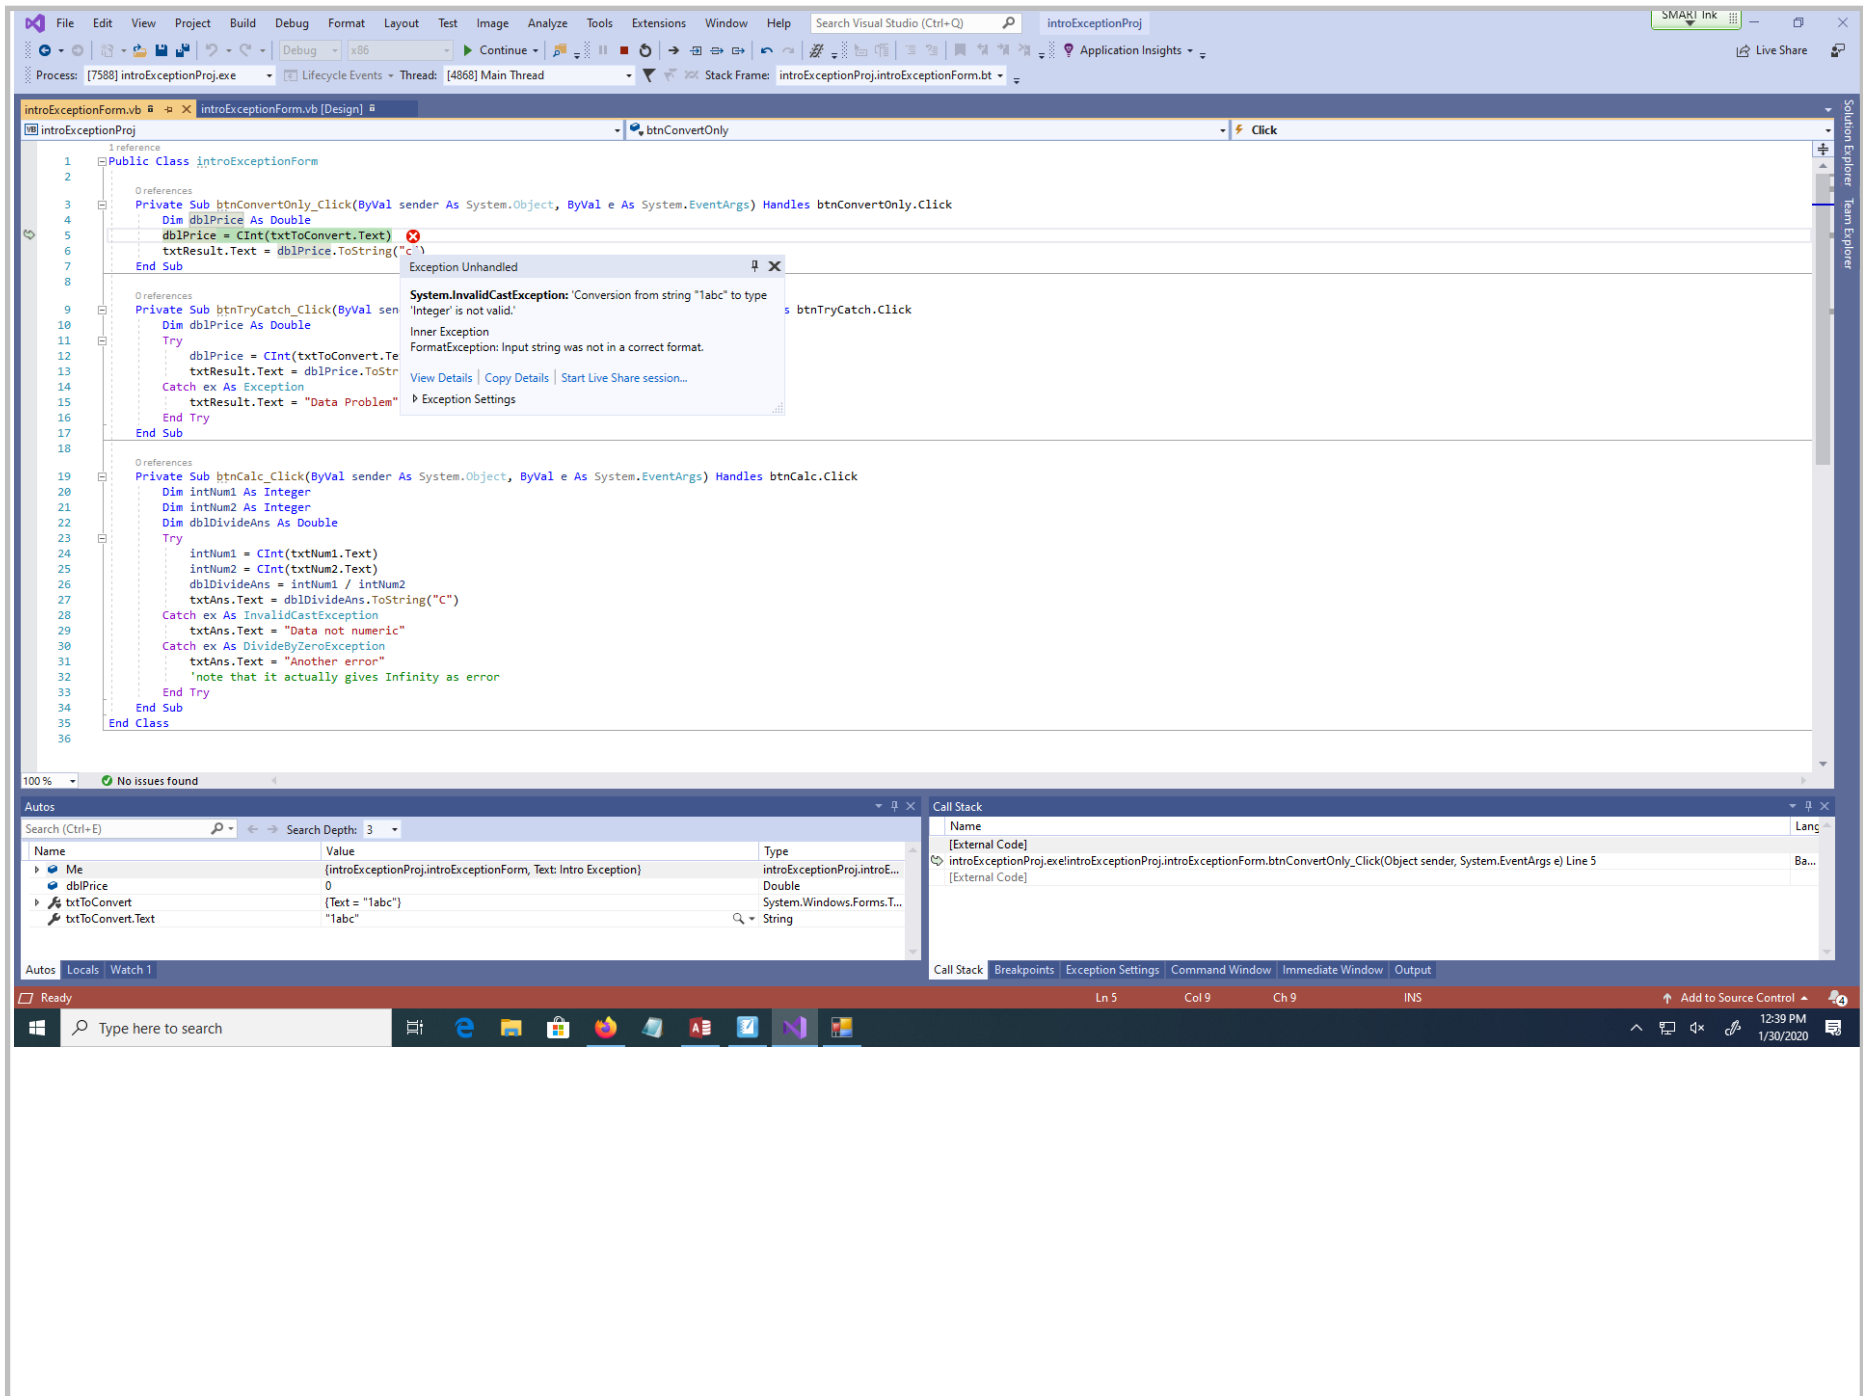 File Edit View Project Build Debug Format Layout Test Image Analyze Tools Extensions Window Help Search Visual Studio (Ctrl+Q) introExceptionProj SMART Ink
Debug x86 Continue Application Insights Live Share
Process: [7588] introExceptionProj.exe Lifecycle Events Thread: [4868] Main Thread Stack Frame: introExceptionProj.introExceptionForm.bt
introExceptionForm.vb introExceptionForm.vb [Design]
VB introExceptionProj btnConvertOnly Click
Solution Explorer
Team Explorer
1 reference
1 Public Class introExceptionForm
2
0 references
3 Private Sub btnConvertOnly_Click(ByVal sender As System.Object, ByVal e As System.EventArgs) Handles btnConvertOnly.Click
4 Dim dblPrice As Double
5 dblPrice = CInt(txtToConvert.Text)
6 txtResult.Text = dblPrice.ToString("c")
7 End Sub
8
Exception Unhandled
System.InvalidCastException: 'Conversion from string "1abc" to type
'Integer' is not valid.'
Inner Exception
FormatException: Input string was not in a correct format.
View Details Copy Details Start Live Share session...
Exception Settings
0 references
9 Private Sub btnTryCatch_Click(ByVal sen s btnTryCatch.Click
10 Dim dblPrice As Double
11 Try
12 dblPrice = CInt(txtToConvert.Te
13 txtResult.Text = dblPrice.ToStr
14 Catch ex As Exception
15 txtResult.Text = "Data Problem"
16 End Try
17 End Sub
18
0 references
19 Private Sub btnCalc_Click(ByVal sender As System.Object, ByVal e As System.EventArgs) Handles btnCalc.Click
20 Dim intNum1 As Integer
21 Dim intNum2 As Integer
22 Dim dblDivideAns As Double
23 Try
24 intNum1 = CInt(txtNum1.Text)
25 intNum2 = CInt(txtNum2.Text)
26 dblDivideAns = intNum1 / intNum2
27 txtAns.Text = dblDivideAns.ToString("C")
28 Catch ex As InvalidCastException
29 txtAns.Text = "Data not numeric"
30 Catch ex As DivideByZeroException
31 txtAns.Text = "Another error"
32 'note that it actually gives Infinity as error
33 End Try
34 End Sub
35 End Class
36
100 % No issues found
Autos
Search (Ctrl+E) Search Depth: 3
Name Value Type
Me {introExceptionProj.introExceptionForm, Text: Intro Exception} introExceptionProj.introE...
dblPrice 0 Double
txtToConvert {Text = "1abc"} System.Windows.Forms.T...
txtToConvert.Text "1abc" String
Autos Locals Watch 1
Call Stack
Name Lang
[External Code]
introExceptionProj.exe!introExceptionProj.introExceptionForm.btnConvertOnly_Click(Object sender, System.EventArgs e) Line 5 Ba...
[External Code]
Call Stack Breakpoints Exception Settings Command Window Immediate Window Output
Ready Ln 5 Col 9 Ch 9 INS Add to Source Control 4
Type here to search 12:39 PM
1/30/2020